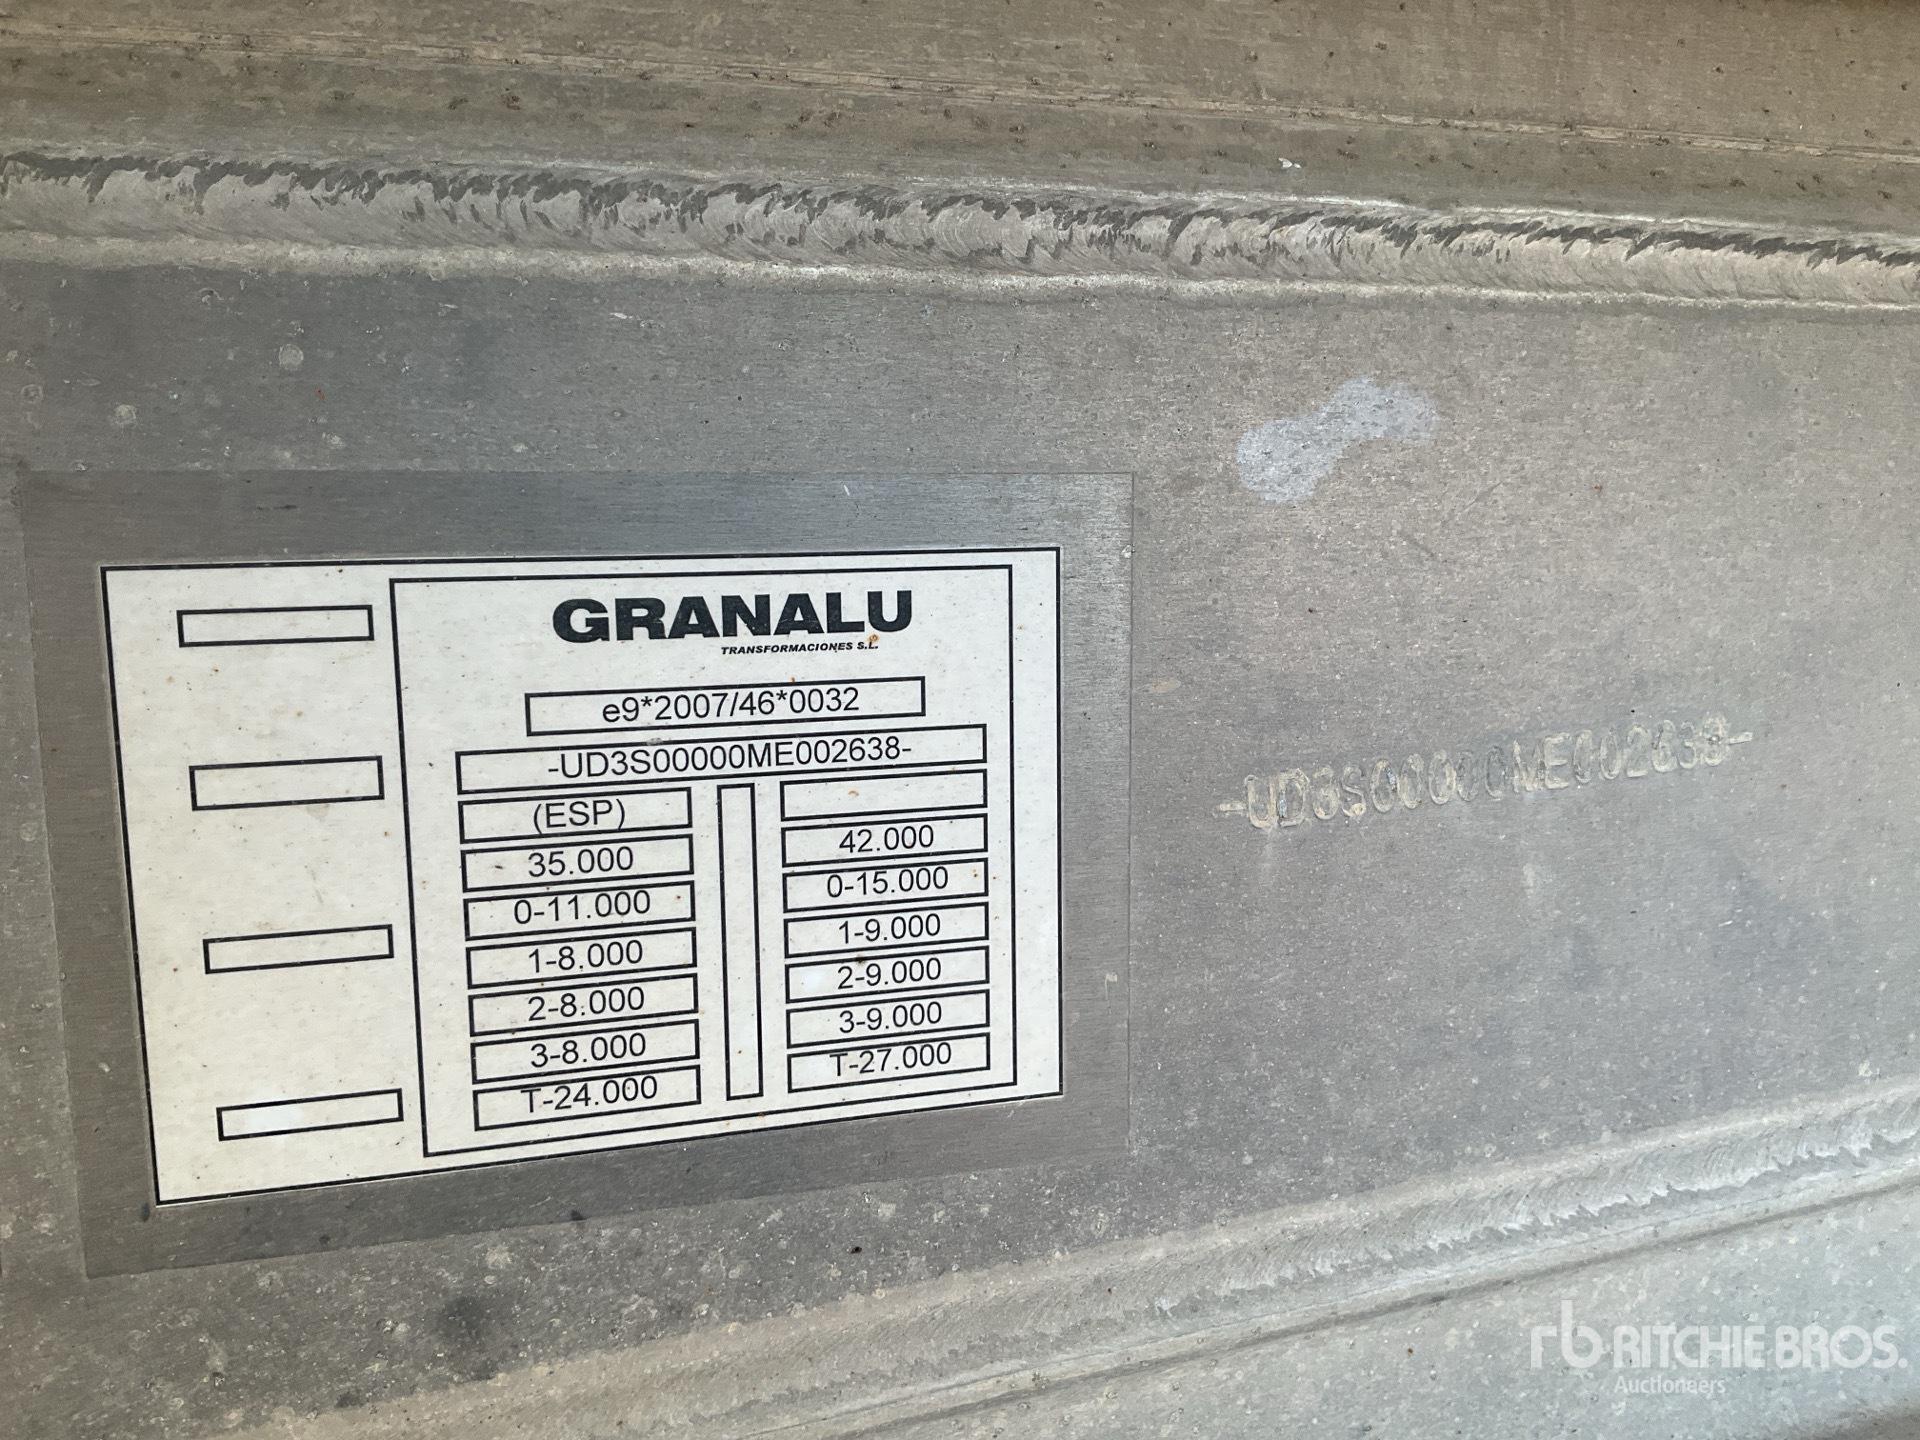 GRANALU
TRANSFORMACIONES S.L.
e9*2007/46*0032
-UD3S00000ME002638-
(ESP)
35.000
0-11.000
1-8.000
2-8.000
3-8.000
T-24.000
42.000
0-15.000
1-9.000
2-9.000
3-9.000
T-27.000
-UD3S00000ME002638-
rb RITCHIE BROS.
Auctioneers